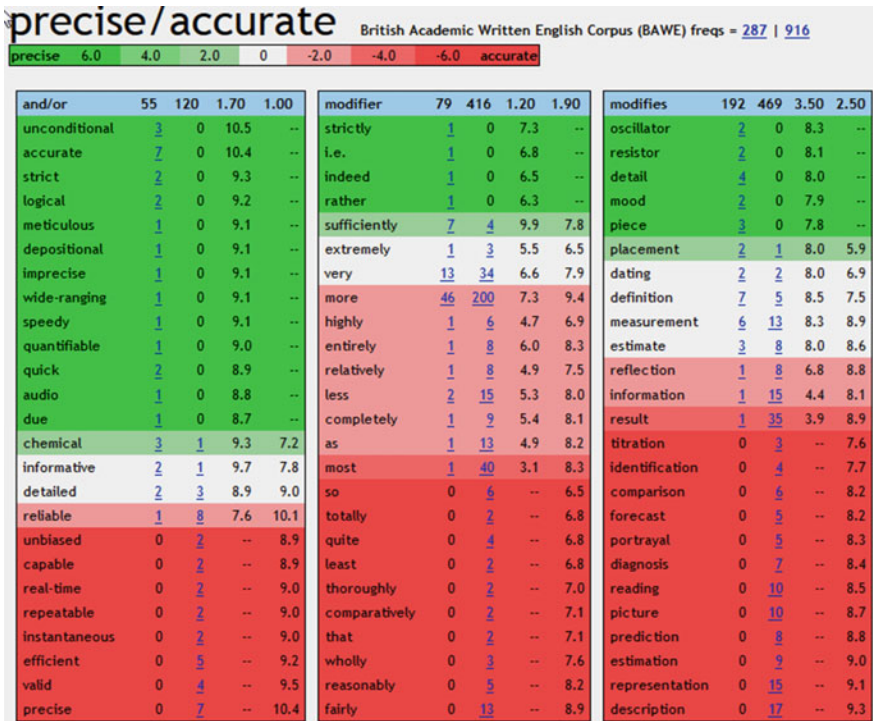 precise/accurate British Academic Written English Corpus (BAWE) freqs = 287 | 916
precise 6.0 4.0 2.0 0 -2.0 -4.0 -6.0 accurate
and/or 55 120 1.70 1.00
unconditional 3 0 10.5 --
accurate 7 0 10.4 --
strict 2 0 9.3 --
logical 2 0 9.2 --
meticulous 1 0 9.1 --
depositional 1 0 9.1 --
imprecise 1 0 9.1 --
wide-ranging 1 0 9.1 --
speedy 1 0 9.1 --
quantifiable 1 0 9.0 --
quick 2 0 8.9 --
audio 1 0 8.8 --
due 1 0 8.7 --
chemical 3 1 9.3 7.2
informative 2 1 9.7 7.8
detailed 2 3 8.9 9.0
reliable 1 8 7.6 10.1
unbiased 0 2 -- 8.9
capable 0 2 -- 8.9
real-time 0 2 -- 9.0
repeatable 0 2 -- 9.0
instantaneous 0 2 -- 9.0
efficient 0 5 -- 9.2
valid 0 4 -- 9.5
precise 0 7 -- 10.4
modifier 79 416 1.20 1.90
strictly 1 0 7.3 --
i.e. 1 0 6.8 --
indeed 1 0 6.5 --
rather 1 0 6.3 --
sufficiently 7 4 9.9 7.8
extremely 1 3 5.5 6.5
very 13 34 6.6 7.9
more 46 200 7.3 9.4
highly 1 6 4.7 6.9
entirely 1 8 6.0 8.3
relatively 1 8 4.9 7.5
less 2 15 5.3 8.0
completely 1 9 5.4 8.1
as 1 13 4.9 8.2
most 1 40 3.1 8.3
so 0 6 -- 6.5
totally 0 2 -- 6.8
quite 0 4 -- 6.8
least 0 2 -- 6.8
thoroughly 0 2 -- 7.0
comparatively 0 2 -- 7.1
that 0 2 -- 7.1
wholly 0 3 -- 7.6
reasonably 0 5 -- 8.2
fairly 0 13 -- 8.9
modifies 192 469 3.50 2.50
oscillator 2 0 8.3 --
resistor 2 0 8.1 --
detail 4 0 8.0 --
mood 2 0 7.9 --
piece 3 0 7.8 --
placement 2 1 8.0 5.9
dating 2 2 8.0 6.9
definition 7 5 8.5 7.5
measurement 6 13 8.3 8.9
estimate 3 8 8.0 8.6
reflection 1 8 6.8 8.8
information 1 15 4.4 8.1
result 1 35 3.9 8.9
titration 0 3 -- 7.6
identification 0 4 -- 7.7
comparison 0 6 -- 8.2
forecast 0 5 -- 8.2
portrayal 0 5 -- 8.3
diagnosis 0 7 -- 8.4
reading 0 10 -- 8.5
picture 0 10 -- 8.7
prediction 0 8 -- 8.8
estimation 0 9 -- 9.0
representation 0 15 -- 9.1
description 0 17 -- 9.3